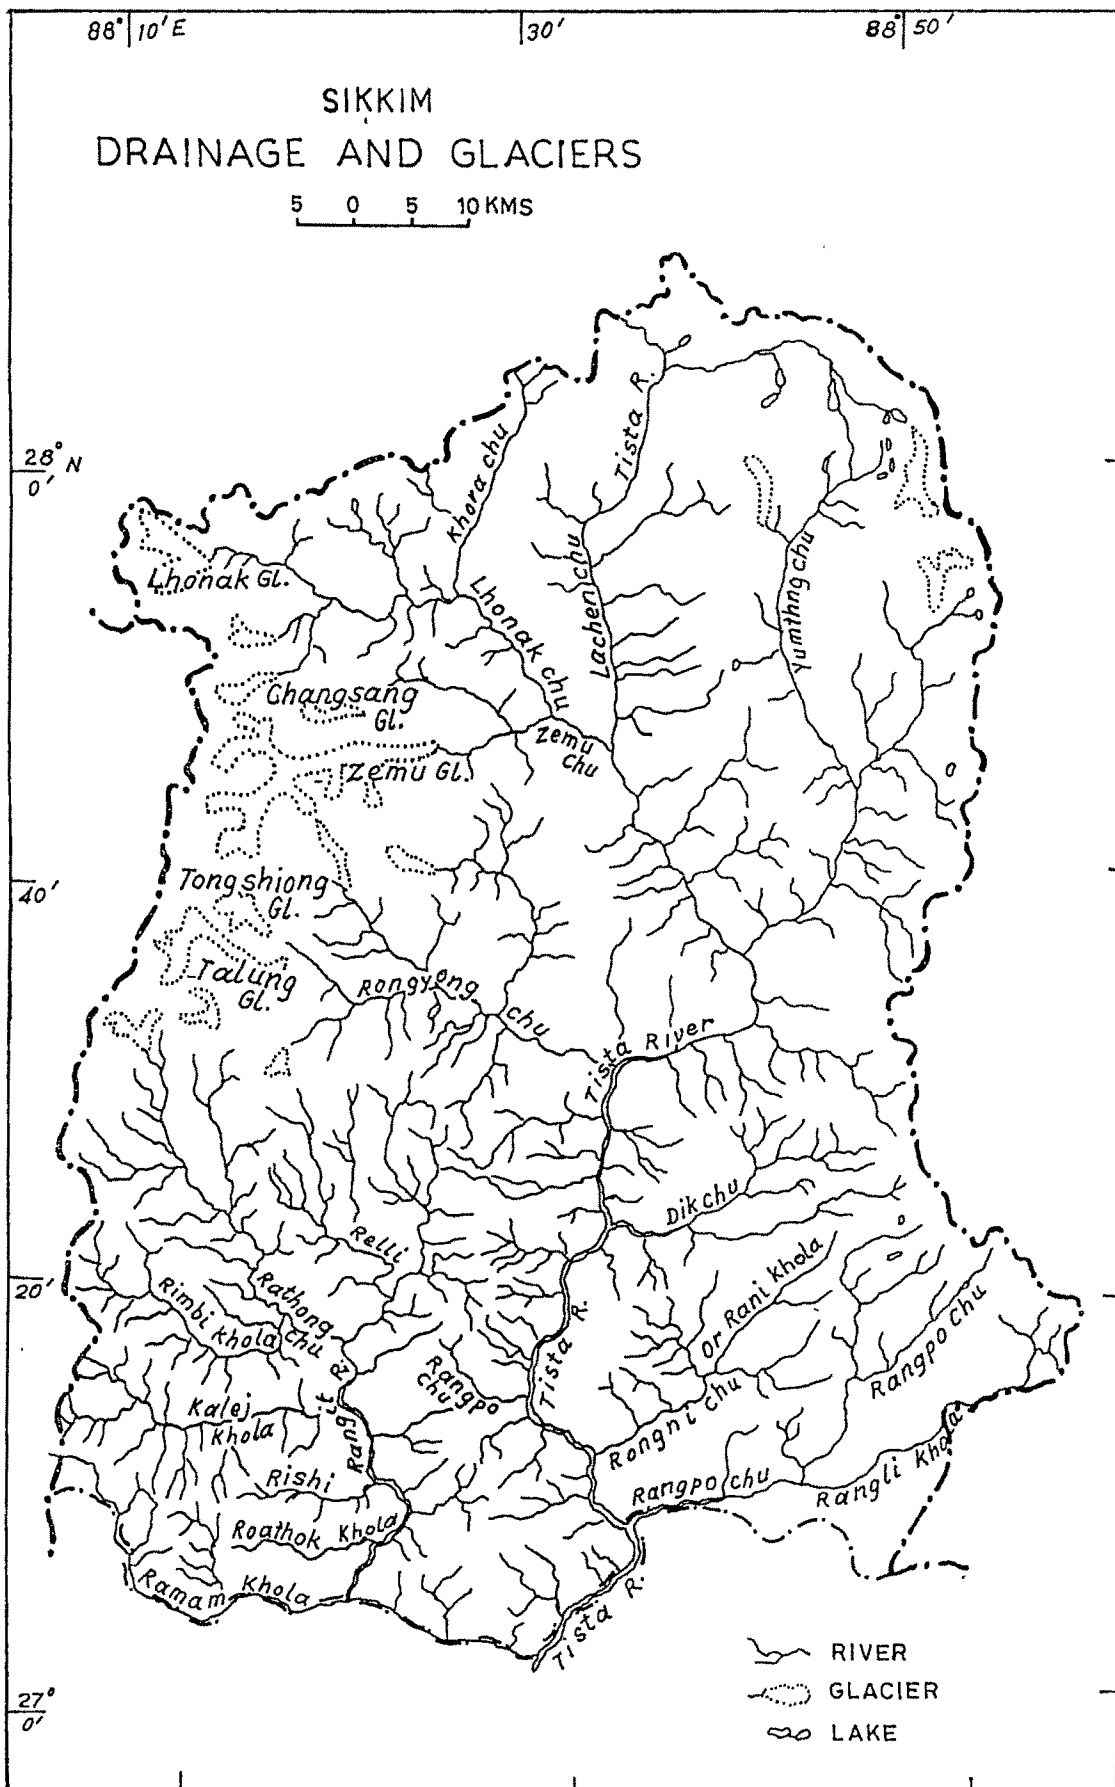 88° 10' E
30'
88° 50'
SIKKIM
DRAINAGE AND GLACIERS
5 0 5 10 KMS
28° N
0'
Tista R.
Khora chu
Lhonak Gl.
Lhonak chu
Lachen chu
Yumthng chu
Changsang
Gl.
Zemu
chu
Zemu Gl.
40'
Tongshiong
Gl.
Talung
Gl.
Rongyong chu
Tista River
Dikchu
Relli
20'
Rimbi Khola
Rathong
chu
Or Rani Khola
Tista R.
Rangpo
chu
Rangit R.
Rangpo chu
Kalej
Khola
Rongni chu
Rishi
Rangpo chu
Rangli Khola
Roathok Khola
Ramam Khola
Tista R.
RIVER
GLACIER
LAKE
27°
0'